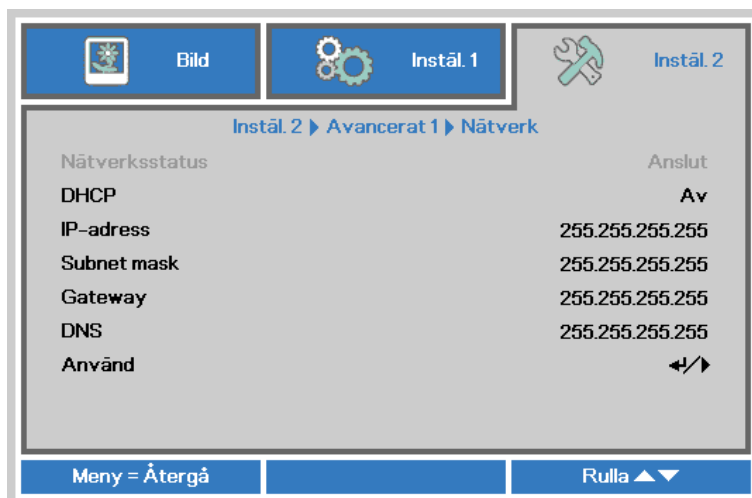 Bild
Instäl. 1
Instäl. 2
Instäl. 2 ▶ Avancerat 1 ▶ Nätverk
Nätverksstatus Anslut
DHCP Av
IP-adress 255.255.255.255
Subnet mask 255.255.255.255
Gateway 255.255.255.255
DNS 255.255.255.255
Använd ↵/▶
Meny = Återgå
Rulla ▲▼